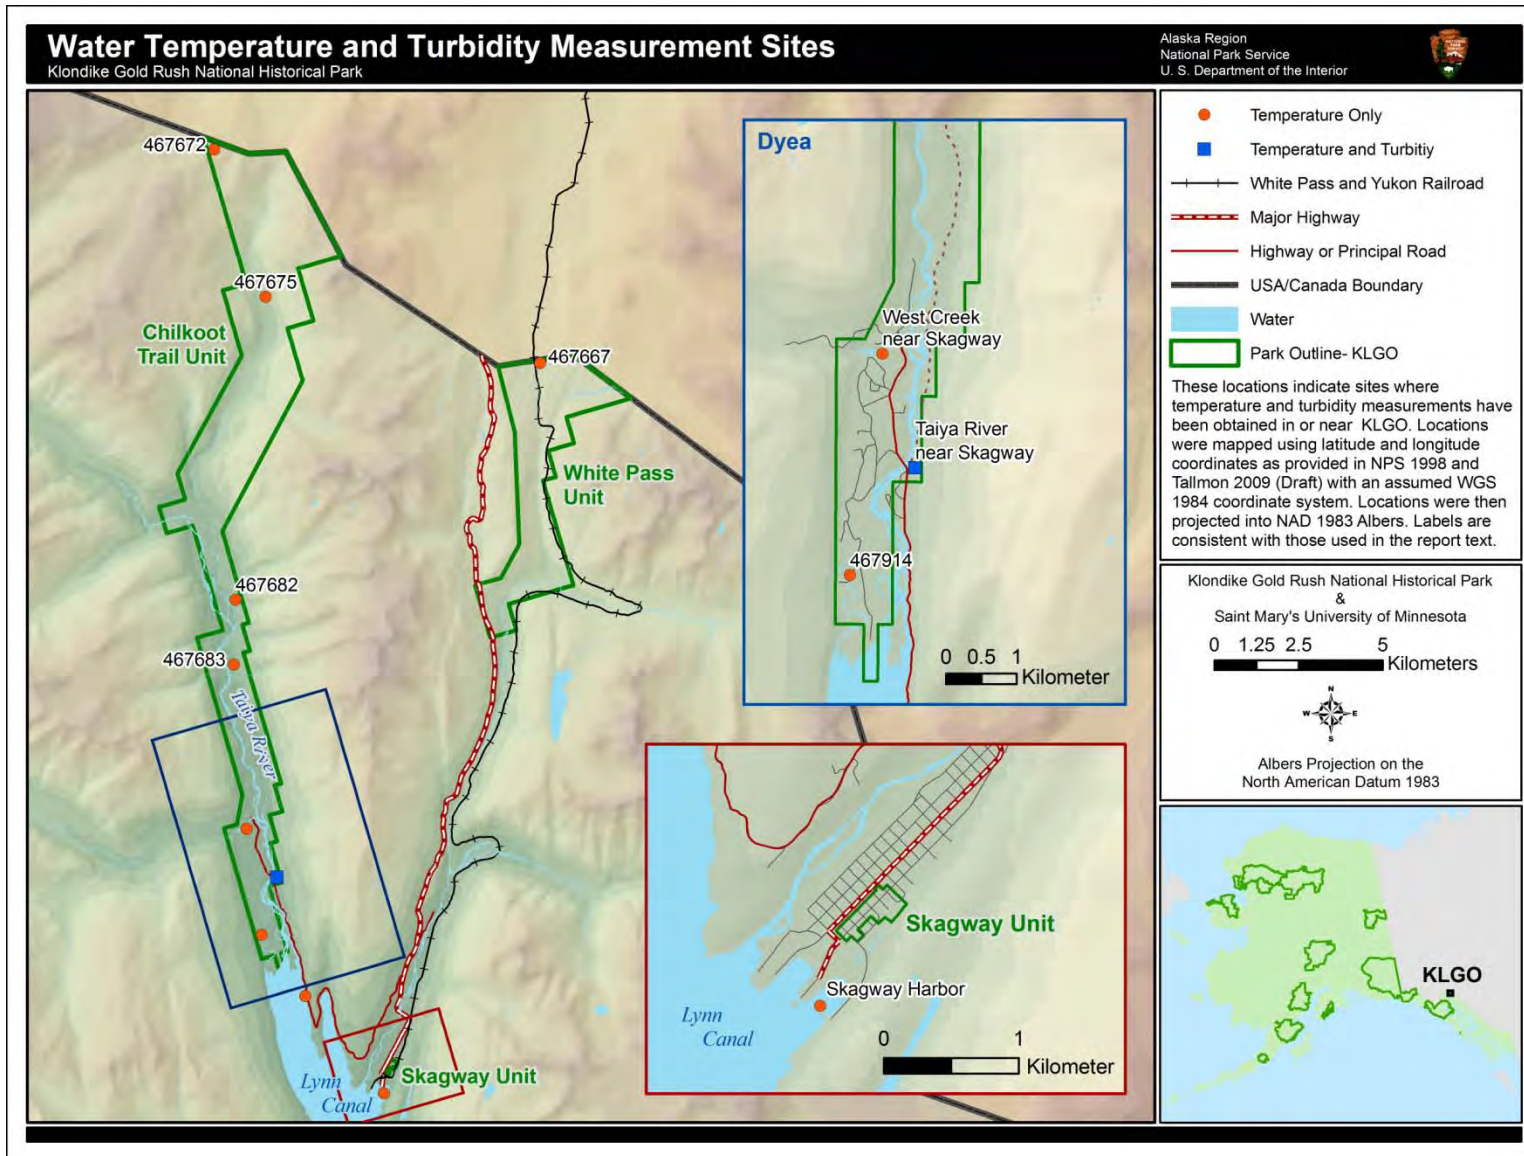 Water Temperature and Turbidity Measurement Sites
Klondike Gold Rush National Historical Park
Alaska Region
National Park Service
U. S. Department of the Interior
467672
467675
Chilkoot
Trail Unit
467667
White Pass
Unit
467682
467683
Taiya River
Lynn
Canal
Skagway Unit
Dyea
West Creek
near Skagway
Taiya River
near Skagway
467914
0 0.5 1
Kilometer
Skagway Unit
Skagway Harbor
Lynn
Canal
0 1
Kilometer
Temperature Only
Temperature and Turbitiy
White Pass and Yukon Railroad
Major Highway
Highway or Principal Road
USA/Canada Boundary
Water
Park Outline- KLGO
These locations indicate sites where
temperature and turbidity measurements have
been obtained in or near KLGO. Locations
were mapped using latitude and longitude
coordinates as provided in NPS 1998 and
Tallmon 2009 (Draft) with an assumed WGS
1984 coordinate system. Locations were then
projected into NAD 1983 Albers. Labels are
consistent with those used in the report text.
Klondike Gold Rush National Historical Park
&
Saint Mary's University of Minnesota
0 1.25 2.5 5
Kilometers
N
W E
S
Albers Projection on the
North American Datum 1983
KLGO